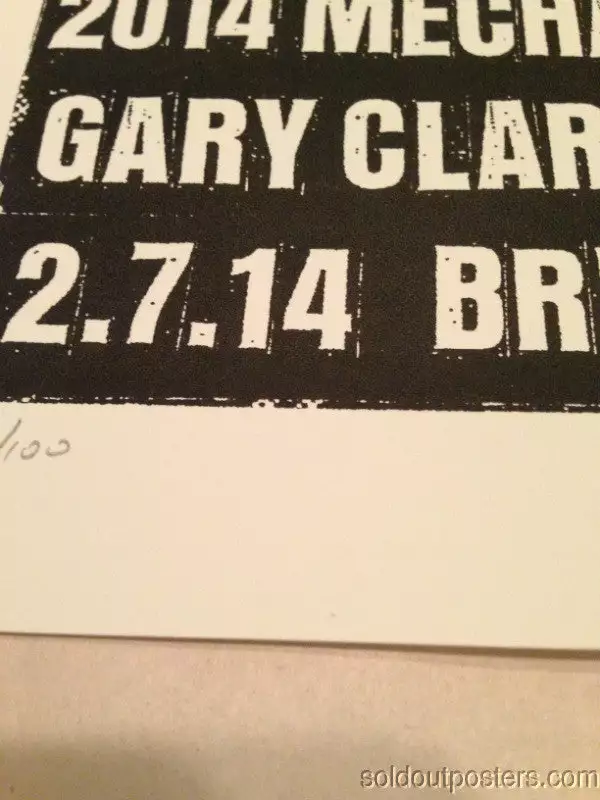 2014 MECH
GARY CLAR
2.7.14 BR
/100
soldoutposters.com